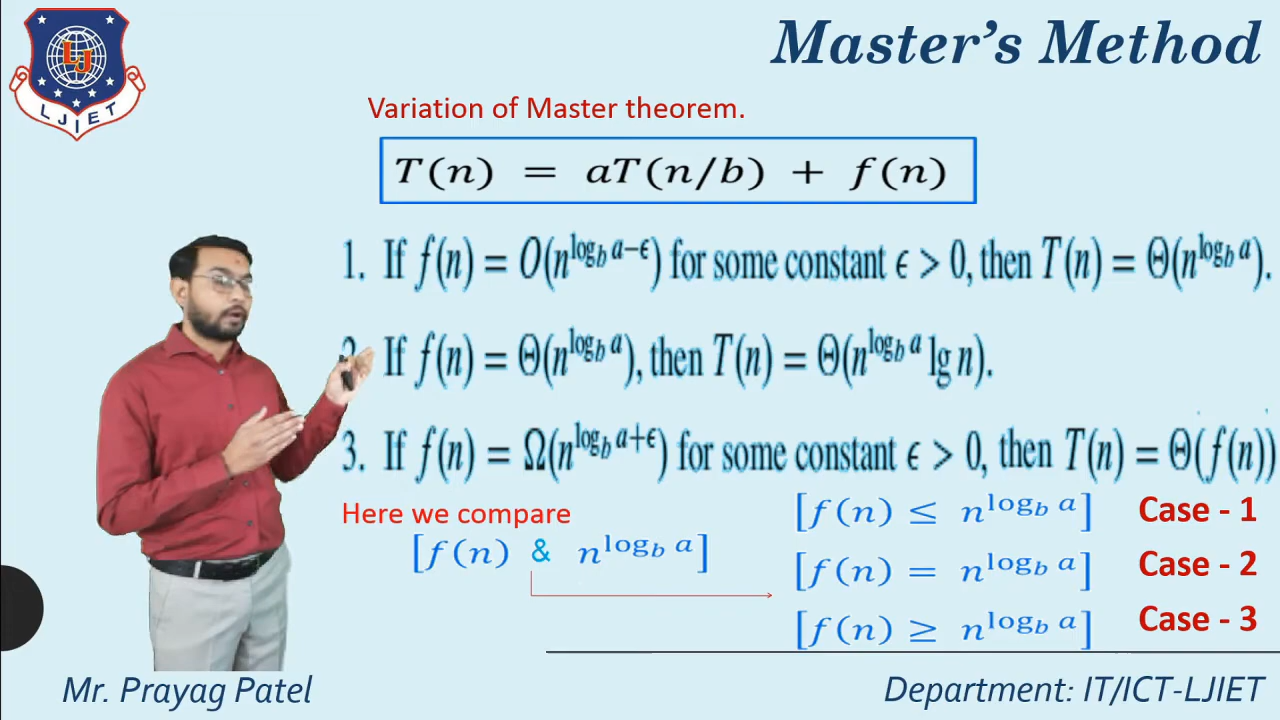 LJ
LJIET
Master's Method
Variation of Master theorem.
T(n) = aT(n/b) + f(n)
1. If f(n) = O(n^{log_b a−ϵ}) for some constant ϵ > 0, then T(n) = Θ(n^{log_b a}).
2. If f(n) = Θ(n^{log_b a}), then T(n) = Θ(n^{log_b a} lg n).
3. If f(n) = Ω(n^{log_b a+ϵ}) for some constant ϵ > 0, then T(n) = Θ(f(n))
Here we compare
[f(n) & n^{log_b a}]
[f(n) ≤ n^{log_b a}] Case - 1
[f(n) = n^{log_b a}] Case - 2
[f(n) ≥ n^{log_b a}] Case - 3
Mr. Prayag Patel
Department: IT/ICT-LJIET